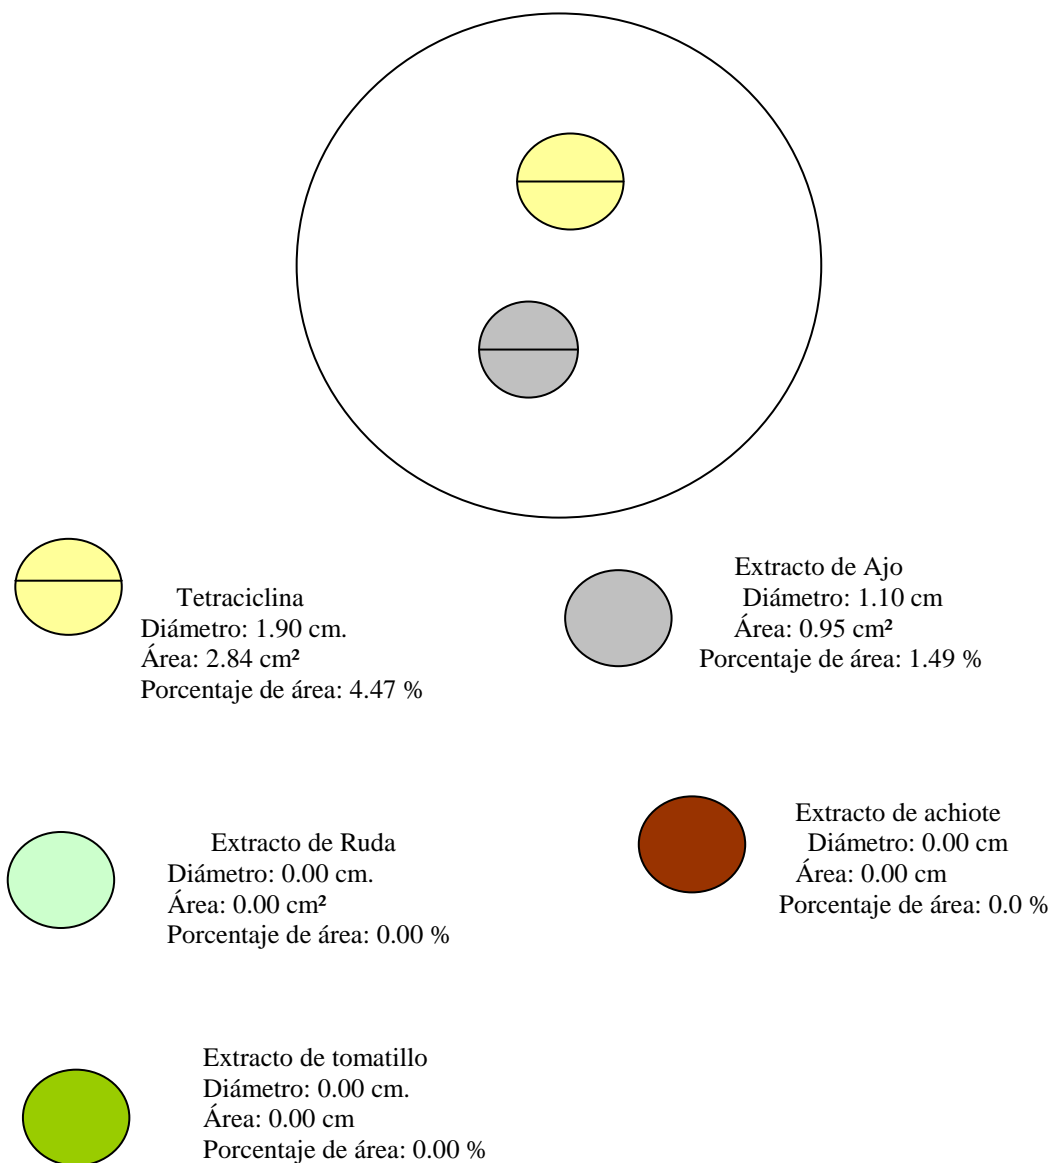 Tetraciclina
Diámetro: 1.90 cm.
Área: 2.84 cm²
Porcentaje de área: 4.47 %
Extracto de Ajo
Diámetro: 1.10 cm
Área: 0.95 cm²
Porcentaje de área: 1.49 %
Extracto de Ruda
Diámetro: 0.00 cm.
Área: 0.00 cm²
Porcentaje de área: 0.00 %
Extracto de achiote
Diámetro: 0.00 cm
Área: 0.00 cm
Porcentaje de área: 0.0 %
Extracto de tomatillo
Diámetro: 0.00 cm.
Área: 0.00 cm
Porcentaje de área: 0.00 %